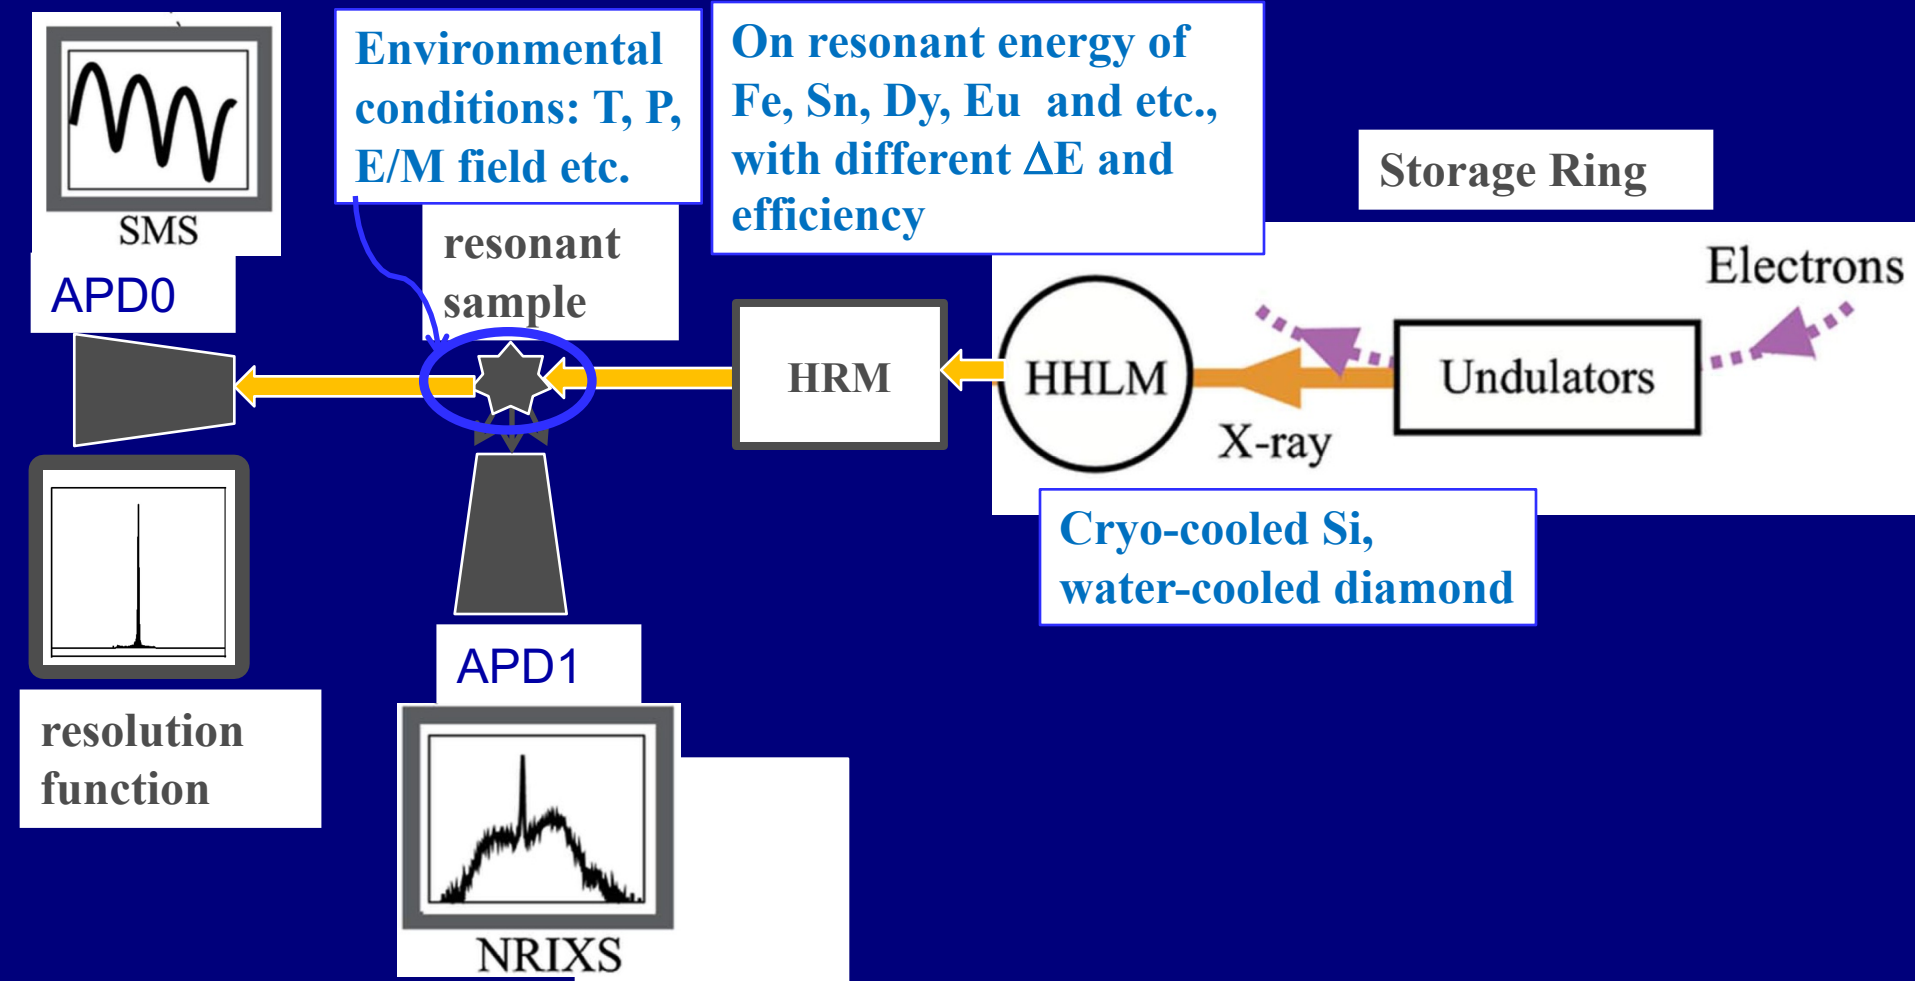 SMS
APD0
Environmental
conditions: T, P,
E/M field etc.
On resonant energy of
Fe, Sn, Dy, Eu  and etc.,
with different ΔE and
efficiency
Storage Ring
resonant
sample
Electrons
HRM
HHLM
Undulators
X-ray
Cryo-cooled Si,
water-cooled diamond
resolution
function
APD1
NRIXS